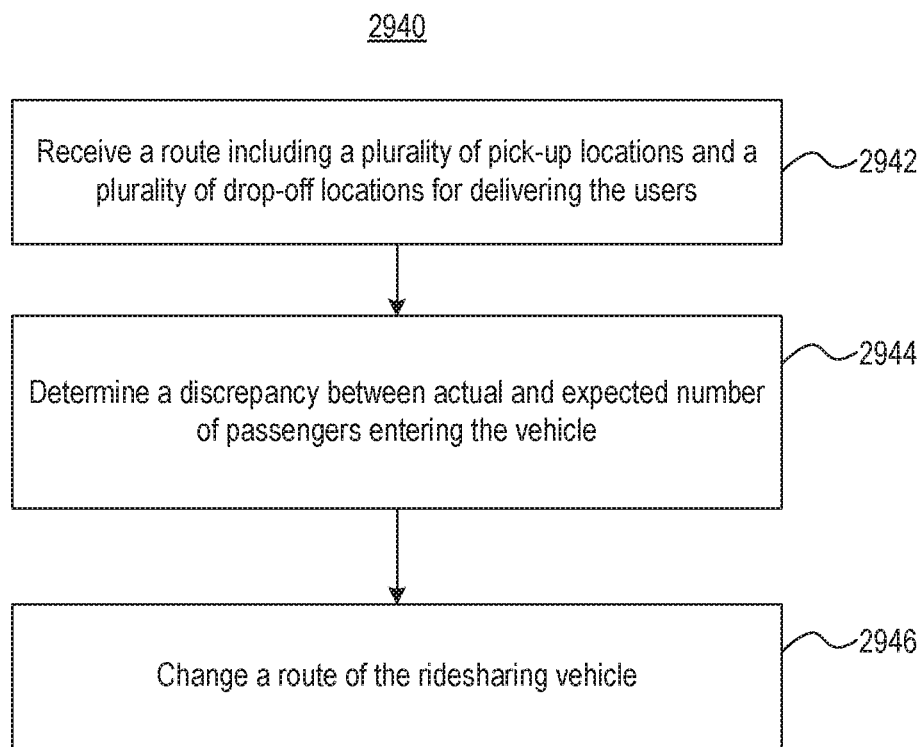 2940
Receive a route including a plurality of pick-up locations and a
plurality of drop-off locations for delivering the users
2942
Determine a discrepancy between actual and expected number
of passengers entering the vehicle
2944
Change a route of the ridesharing vehicle
2946